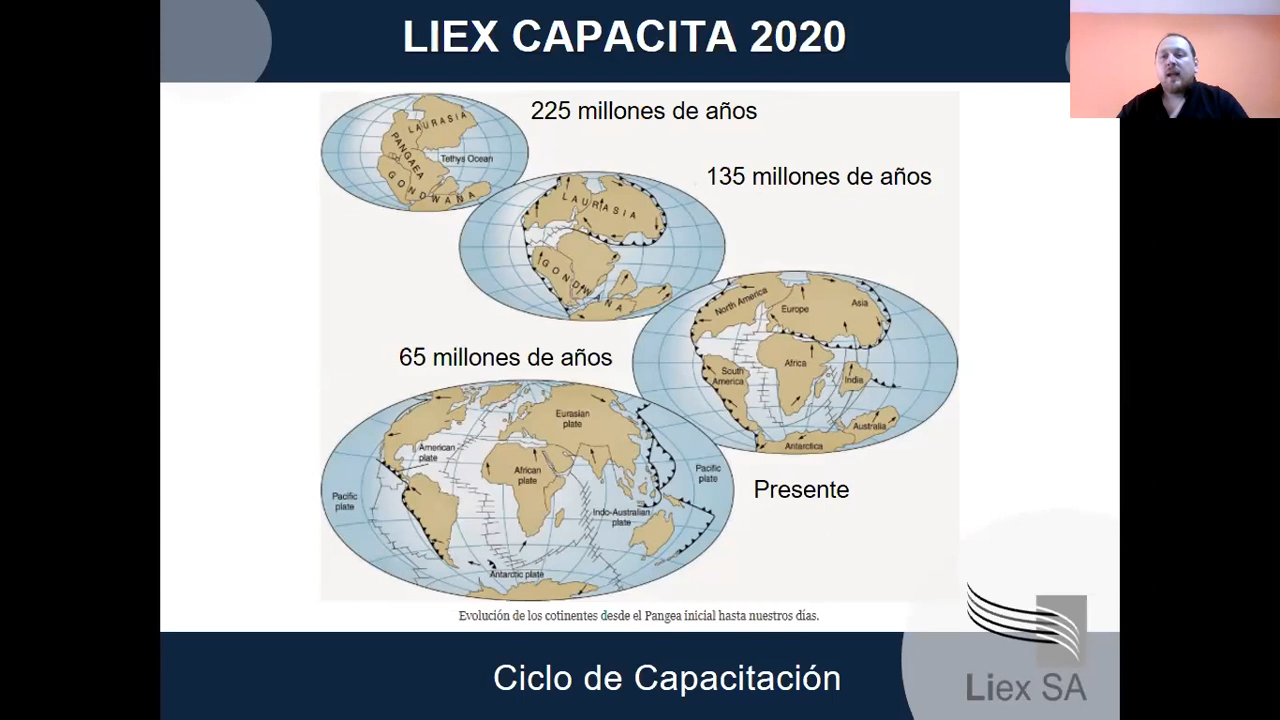 LIEX CAPACITA 2020
225 millones de años
LAURASIA
PANGAEA
Tethys Ocean
GONDWANA
135 millones de años
LAURASIA
GONDWANA
North America
Europe
Asia
Africa
South
America
India
Australia
Antarctica
65 millones de años
Eurasian
plate
American
plate
African
plate
Pacific
plate
Pacific
plate
Indo-Australian
plate
Antarctic plate
Presente
Evolución de los cotinentes desde el Pangea inicial hasta nuestros días.
Ciclo de Capacitación
Liex SA